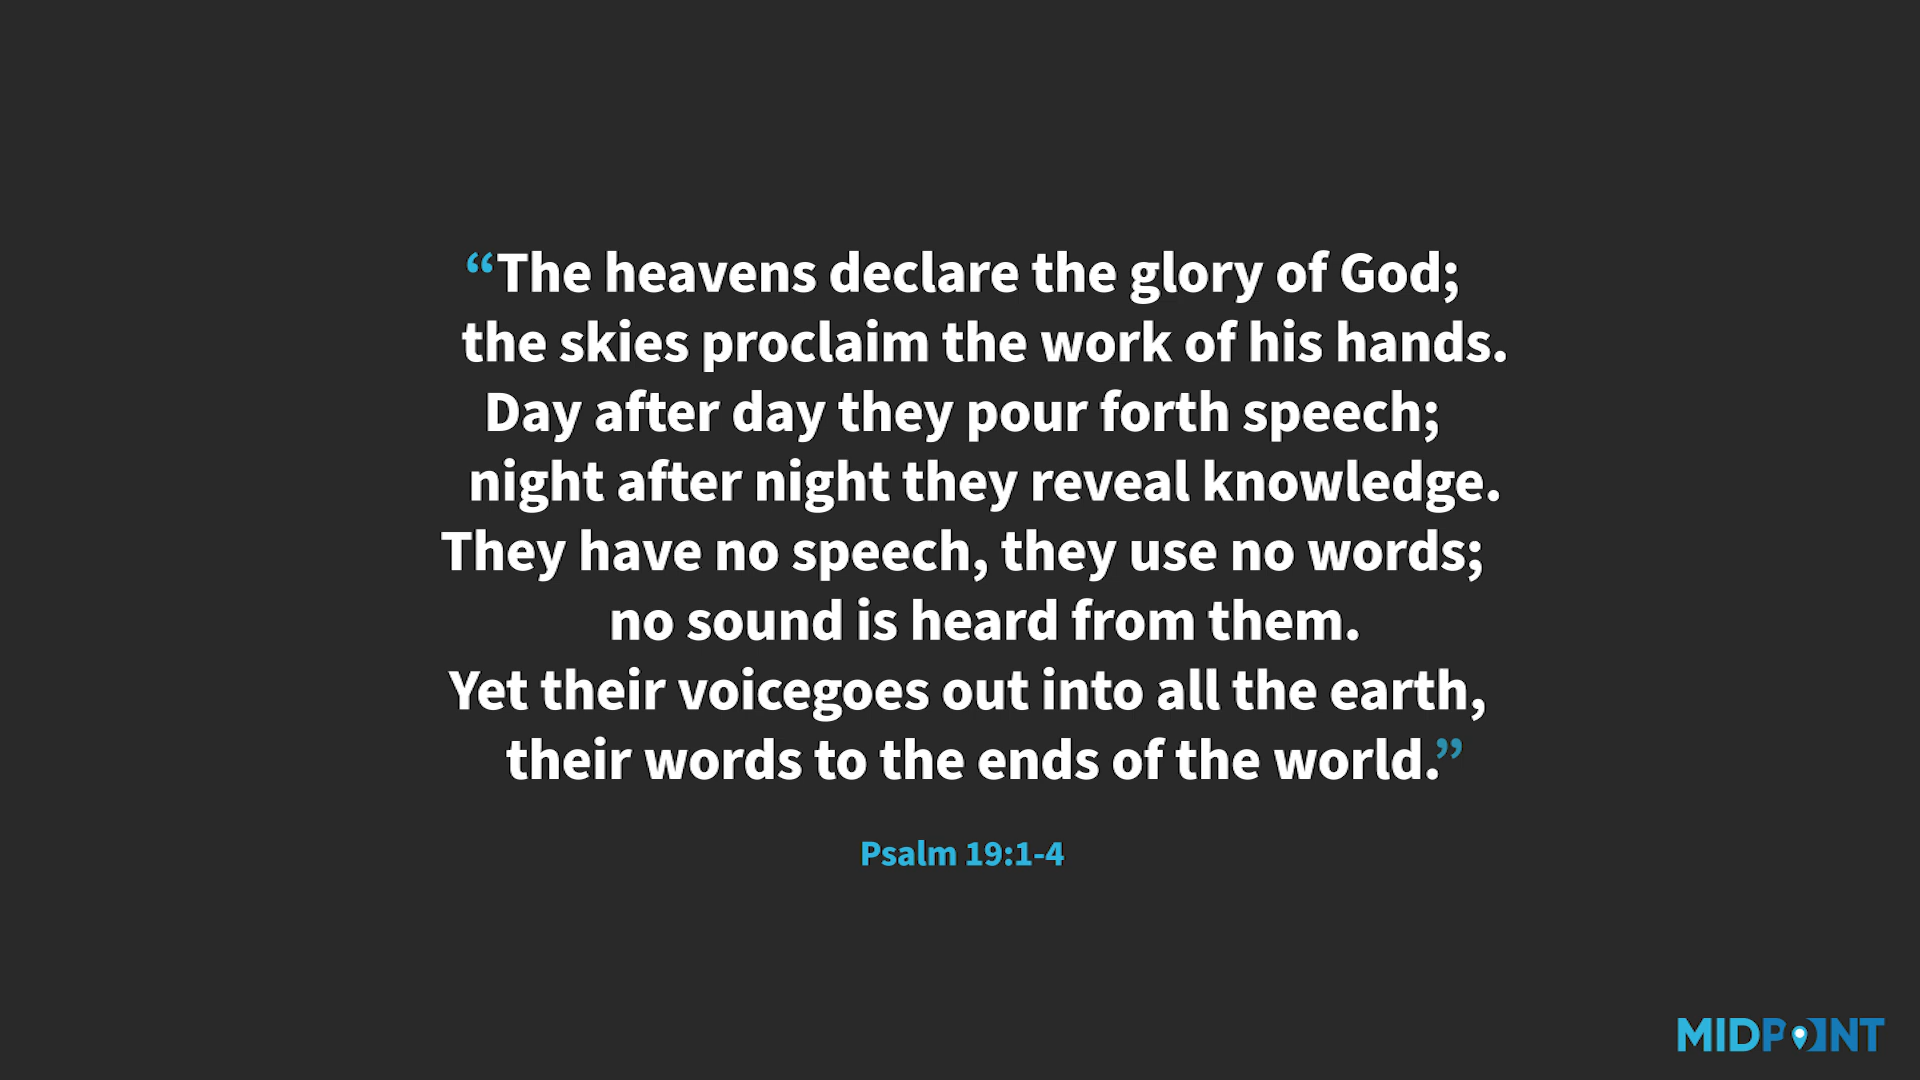 “The heavens declare the glory of God;
the skies proclaim the work of his hands.
Day after day they pour forth speech;
night after night they reveal knowledge.
They have no speech, they use no words;
no sound is heard from them.
Yet their voicegoes out into all the earth,
their words to the ends of the world.”
Psalm 19:1-4
MIDPOINT